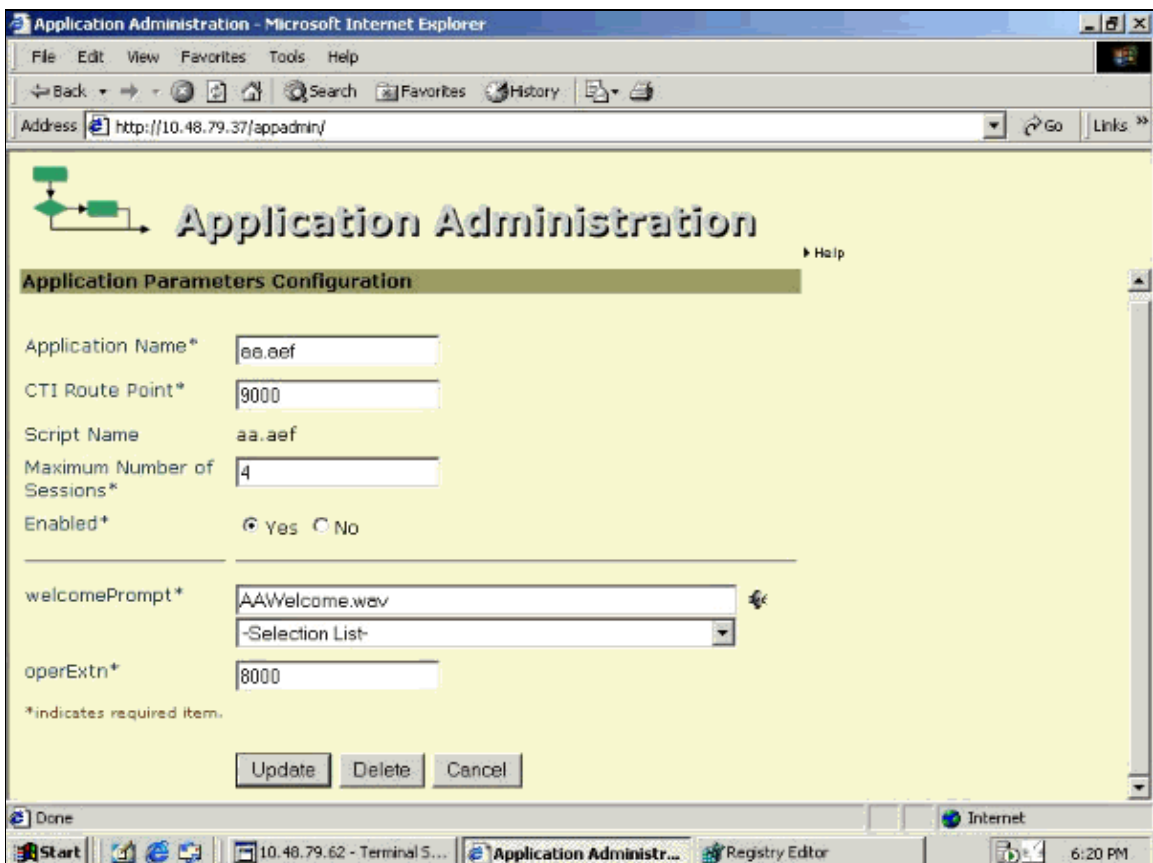 Application Administration - Microsoft Internet Explorer
File Edit View Favorites Tools Help
Back Search Favorites History
Address http://10.48.79.37/appadmin/ Go Links »
Application Administration
Help
Application Parameters Configuration
Application Name* aa.aef
CTI Route Point* 9000
Script Name aa.aef
Maximum Number of
Sessions* 4
Enabled* Yes No
welcomePrompt* AAWelcome.wav
-Selection List-
operExtn* 8000
*indicates required item.
Update Delete Cancel
Done Internet
Start 10.48.79.62 - Terminal S... Application Administr... Registry Editor 6:20 PM